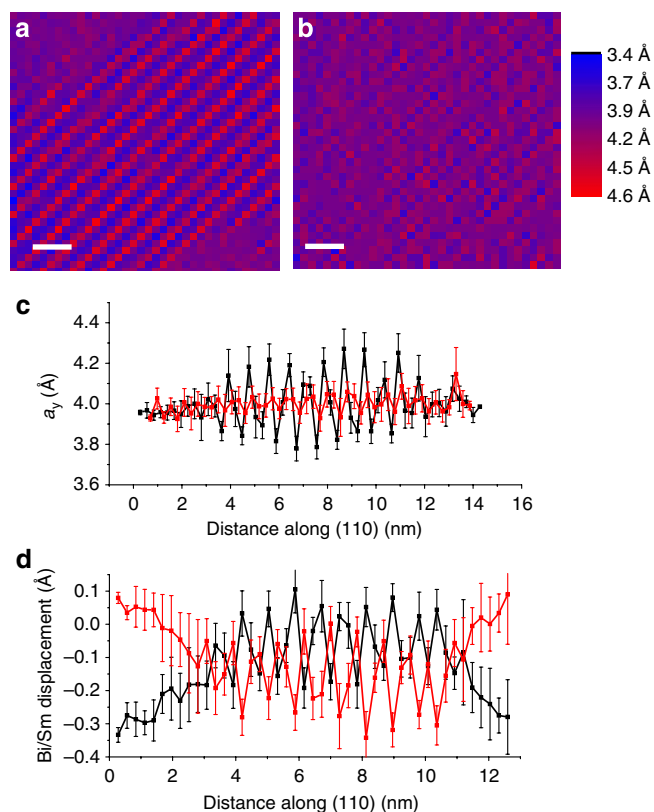 a
b
3.4 Å
3.7 Å
3.9 Å
4.2 Å
4.5 Å
4.6 Å
c
4.4
4.2
4.0
3.8
3.6
a_y (Å)
0 2 4 6 8 10 12 14 16
Distance along (110) (nm)
d
0.1
0.0
–0.1
–0.2
–0.3
–0.4
Bi/Sm displacement (Å)
0 2 4 6 8 10 12
Distance along (110) (nm)